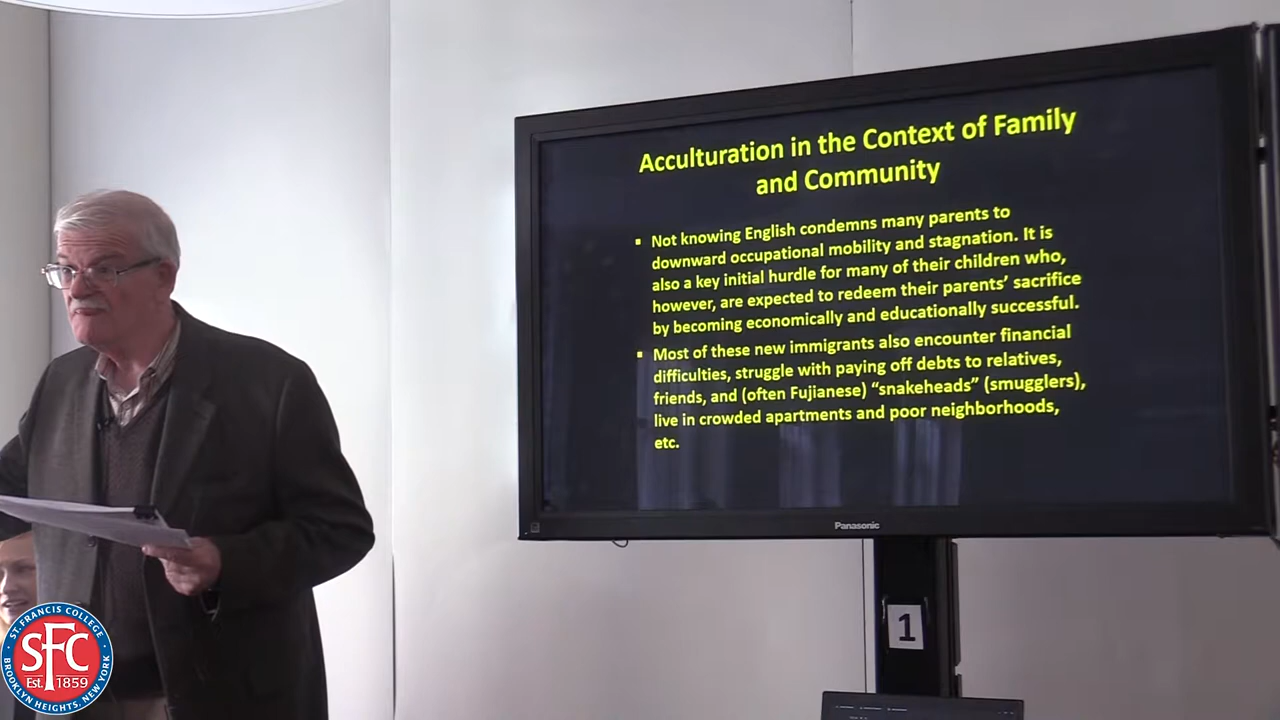 Acculturation in the Context of Family
and Community
▪ Not knowing English condemns many parents to
downward occupational mobility and stagnation. It is
also a key initial hurdle for many of their children who,
however, are expected to redeem their parents' sacrifice
by becoming economically and educationally successful.
▪ Most of these new immigrants also encounter financial
difficulties, struggle with paying off debts to relatives,
friends, and (often Fujianese) “snakeheads” (smugglers),
live in crowded apartments and poor neighborhoods,
etc.
Panasonic
1
ST. FRANCIS COLLEGE
SFC
Est. 1859
BROOKLYN HEIGHTS, NEW YORK